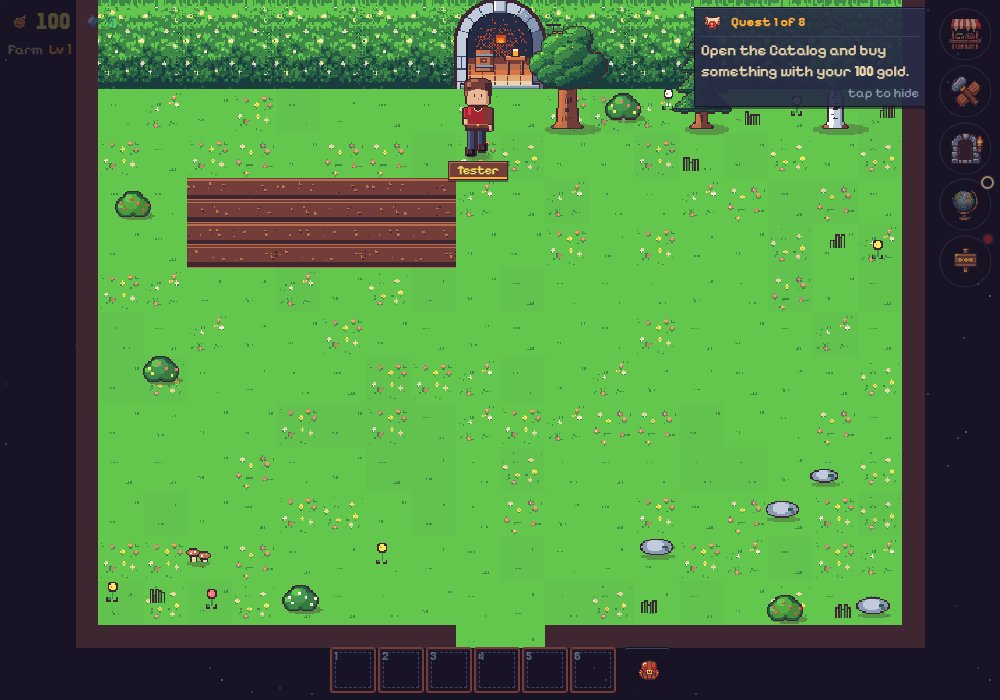 100
Farm Lv 1
Quest 1 of 8
Open the Catalog and buy
something with your 100 gold.
tap to hide
Tester
1 2 3 4 5 6